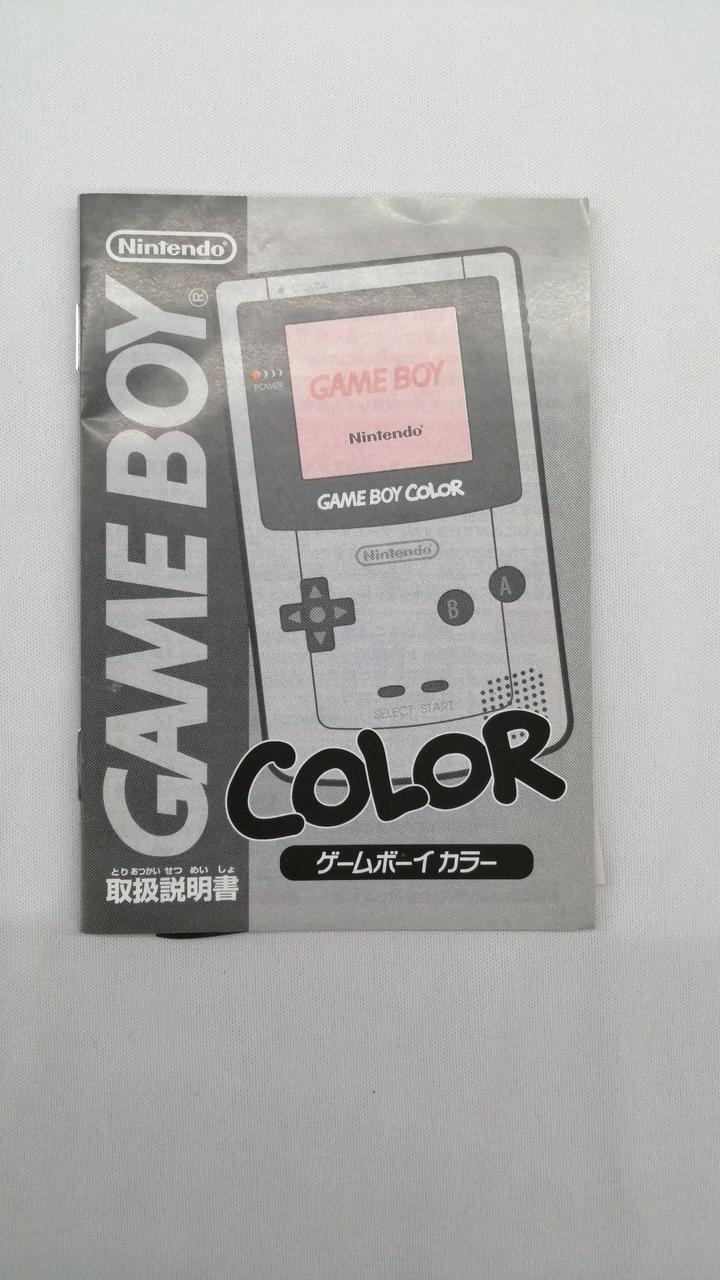 Nintendo®
GAME BOY®
とりあつかいせつめいしょ
取扱説明書
COMM.
POWER
GAME BOY
Nintendo®
GAME BOY COLOR
Nintendo
B
A
SELECT START
COLOR
ゲームボーイカラー